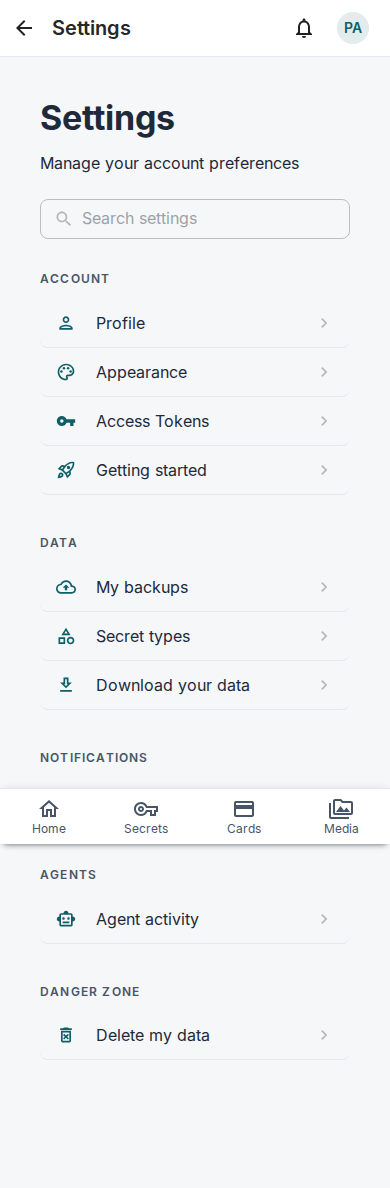 Settings
PA
Settings
Manage your account preferences
Search settings
ACCOUNT
Profile
Appearance
Access Tokens
Getting started
DATA
My backups
Secret types
Download your data
NOTIFICATIONS
Home
Secrets
Cards
Media
AGENTS
Agent activity
DANGER ZONE
Delete my data